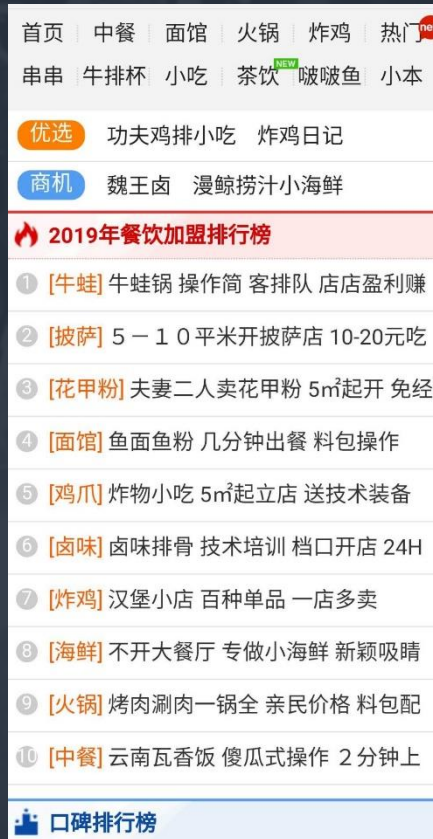 首页 中餐 面馆 火锅 炸鸡 热门
串串 牛排杯 小吃 茶饮 NEW 啵啵鱼 小本
优选 功夫鸡排小吃 炸鸡日记
商机 魏王卤 漫鲸捞汁小海鲜
2019年餐饮加盟排行榜
1 [牛蛙] 牛蛙锅 操作简 客排队 店店盈利赚
2 [披萨] ５－１０平米开披萨店 10-20元吃
3 [花甲粉] 夫妻二人卖花甲粉 5㎡起开 免经
4 [面馆] 鱼面鱼粉 几分钟出餐 料包操作
5 [鸡爪] 炸物小吃 5㎡起立店 送技术装备
6 [卤味] 卤味排骨 技术培训 档口开店 24H
7 [炸鸡] 汉堡小店 百种单品 一店多卖
8 [海鲜] 不开大餐厅 专做小海鲜 新颖吸睛
9 [火锅] 烤肉涮肉一锅全 亲民价格 料包配
10 [中餐] 云南瓦香饭 傻瓜式操作 ２分钟上
口碑排行榜